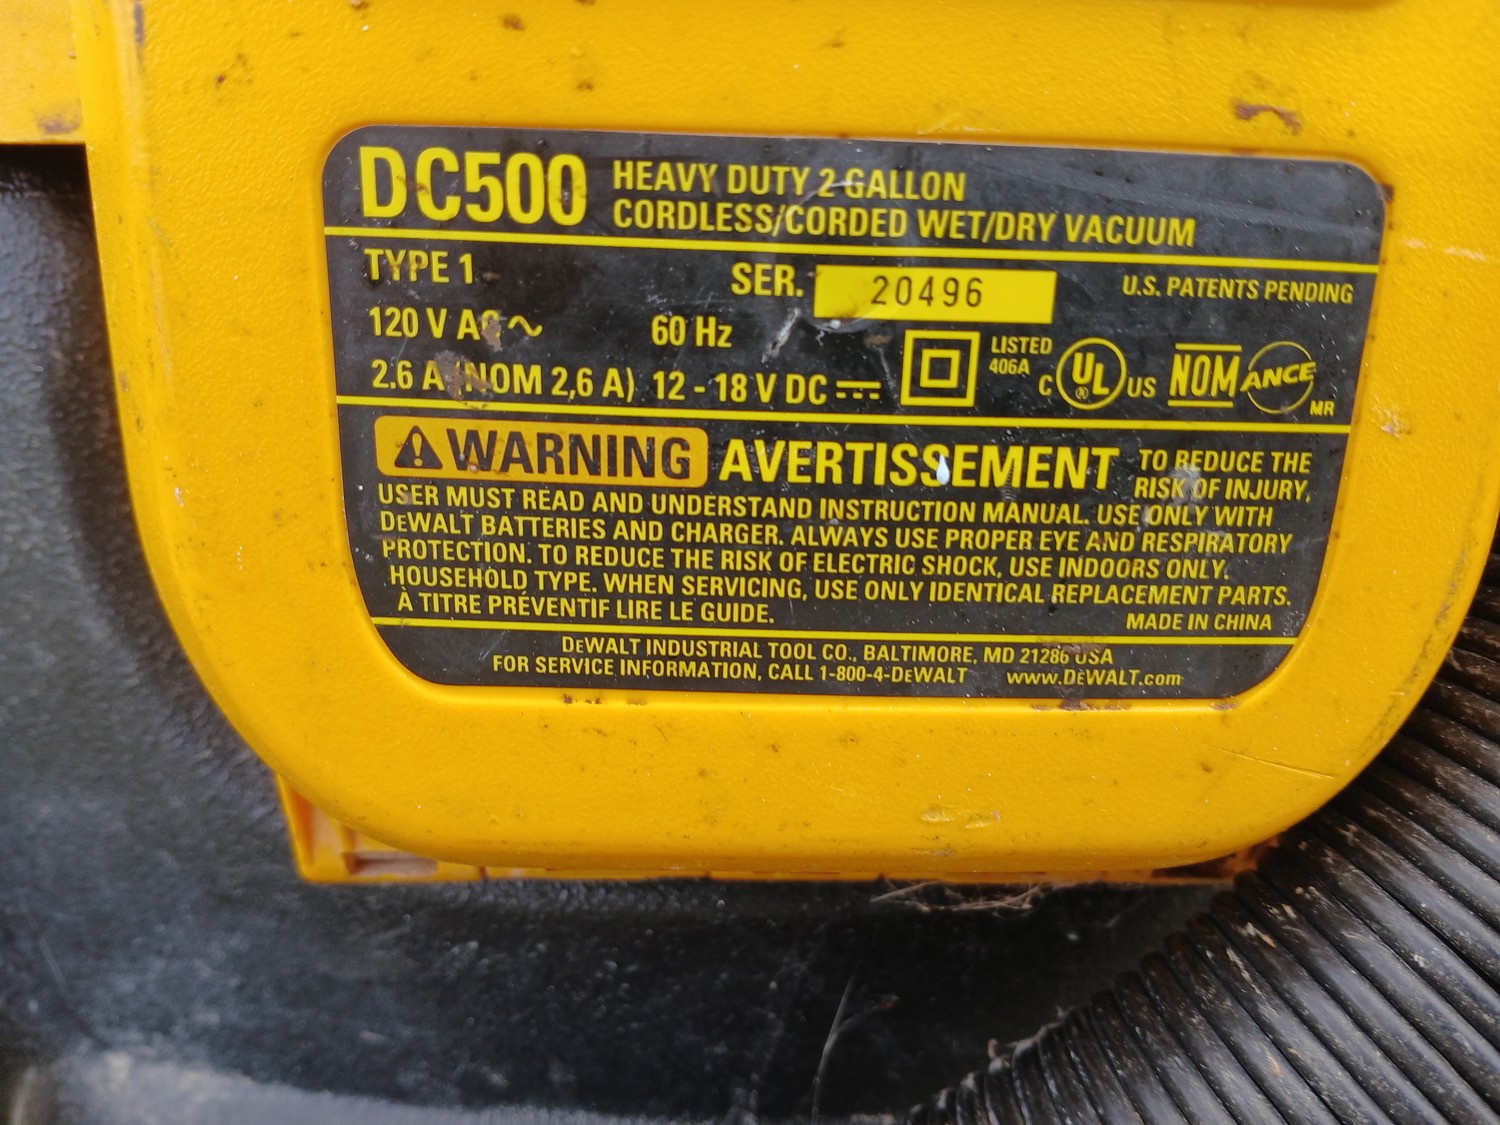 DC500 HEAVY DUTY 2 GALLON
CORDLESS/CORDED WET/DRY VACUUM
TYPE 1 SER. 20496 U.S. PATENTS PENDING
120 V AC ~ 60 Hz
2.6 A (NOM 2,6 A) 12 - 18 V DC
LISTED
406A
C UL ® US NOM ANCE MR
WARNING AVERTISSEMENT TO REDUCE THE
RISK OF INJURY,
USER MUST READ AND UNDERSTAND INSTRUCTION MANUAL. USE ONLY WITH
DEWALT BATTERIES AND CHARGER. ALWAYS USE PROPER EYE AND RESPIRATORY
PROTECTION. TO REDUCE THE RISK OF ELECTRIC SHOCK, USE INDOORS ONLY.
HOUSEHOLD TYPE. WHEN SERVICING, USE ONLY IDENTICAL REPLACEMENT PARTS.
À TITRE PRÉVENTIF LIRE LE GUIDE. MADE IN CHINA
DEWALT INDUSTRIAL TOOL CO., BALTIMORE, MD 21286 USA
FOR SERVICE INFORMATION, CALL 1-800-4-DEWALT www.DEWALT.com